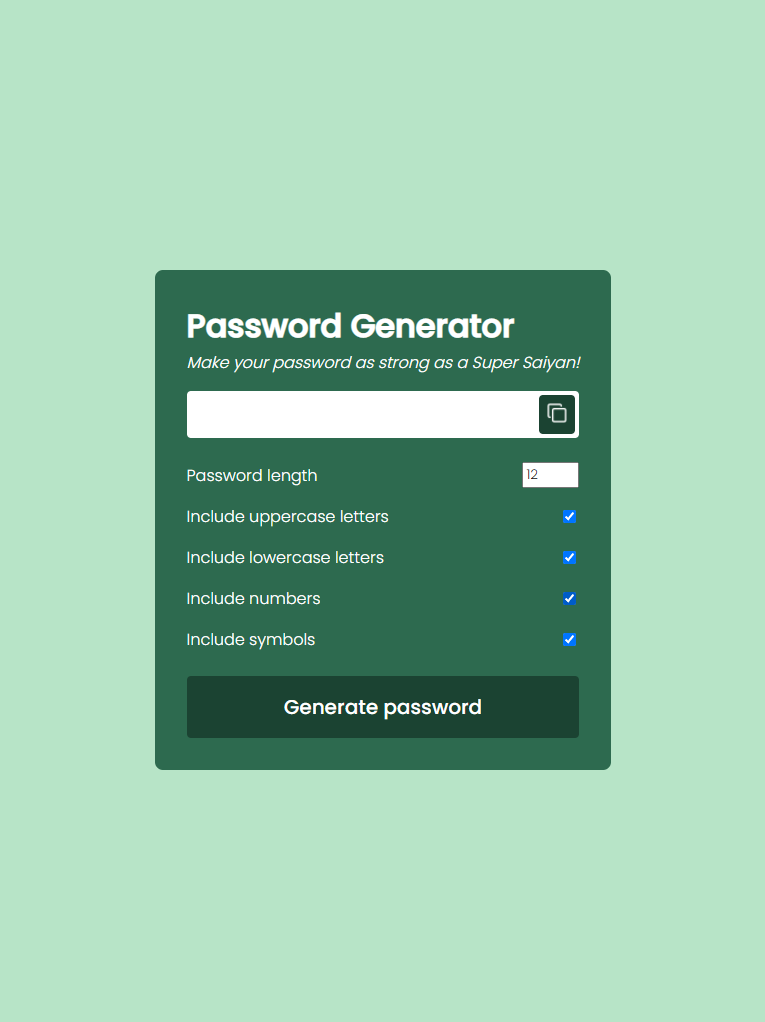 Password Generator
Make your password as strong as a Super Saiyan!
Password length 12
Include uppercase letters
Include lowercase letters
Include numbers
Include symbols
Generate password